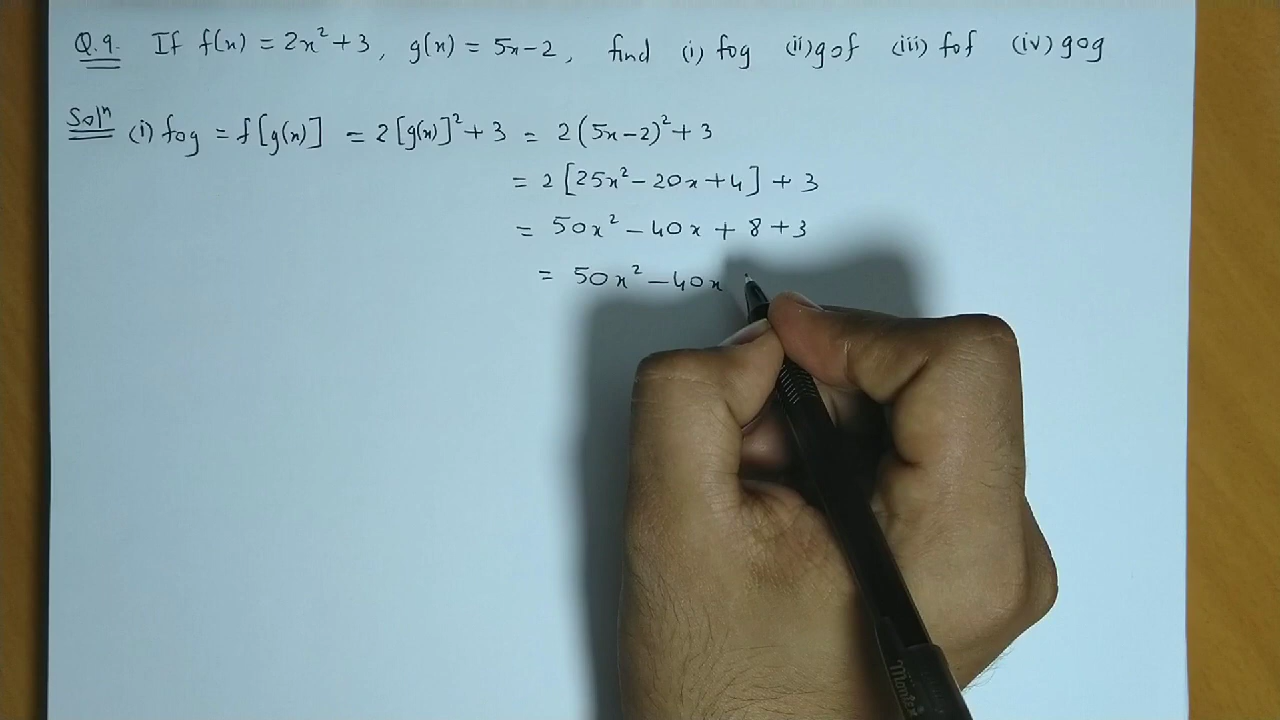 Q.9. If f(x) = 2x² + 3, g(x) = 5x - 2, find (i) fog (ii) gof (iii) fof (iv) gog
Solⁿ (i) fog = f[g(x)] = 2[g(x)]² + 3 = 2(5x - 2)² + 3
= 2[25x² - 20x + 4] + 3
= 50x² - 40x + 8 + 3
= 50x² - 40x
Montex